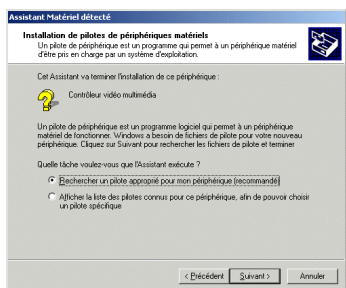 Assistant Matériel détecté
Installation de pilotes de périphériques matériels
Un pilote de périphérique est un programme qui permet à un périphérique matériel
d'être pris en charge par un système d'exploitation.
Cet Assistant va terminer l'installation de ce périphérique :
Contrôleur vidéo multimédia
Un pilote de périphérique est un programme logiciel qui permet à un périphérique
matériel de fonctionner. Windows a besoin de fichiers de pilote pour votre nouveau
périphérique. Cliquez sur Suivant pour rechercher les fichiers de pilote et terminer
Quelle tâche voulez-vous que l'Assistant exécute ?
Rechercher un pilote approprié pour mon périphérique (recommandé)
Afficher la liste des pilotes connus pour ce périphérique, afin de pouvoir choisir
un pilote spécifique
< Précédent Suivant > Annuler